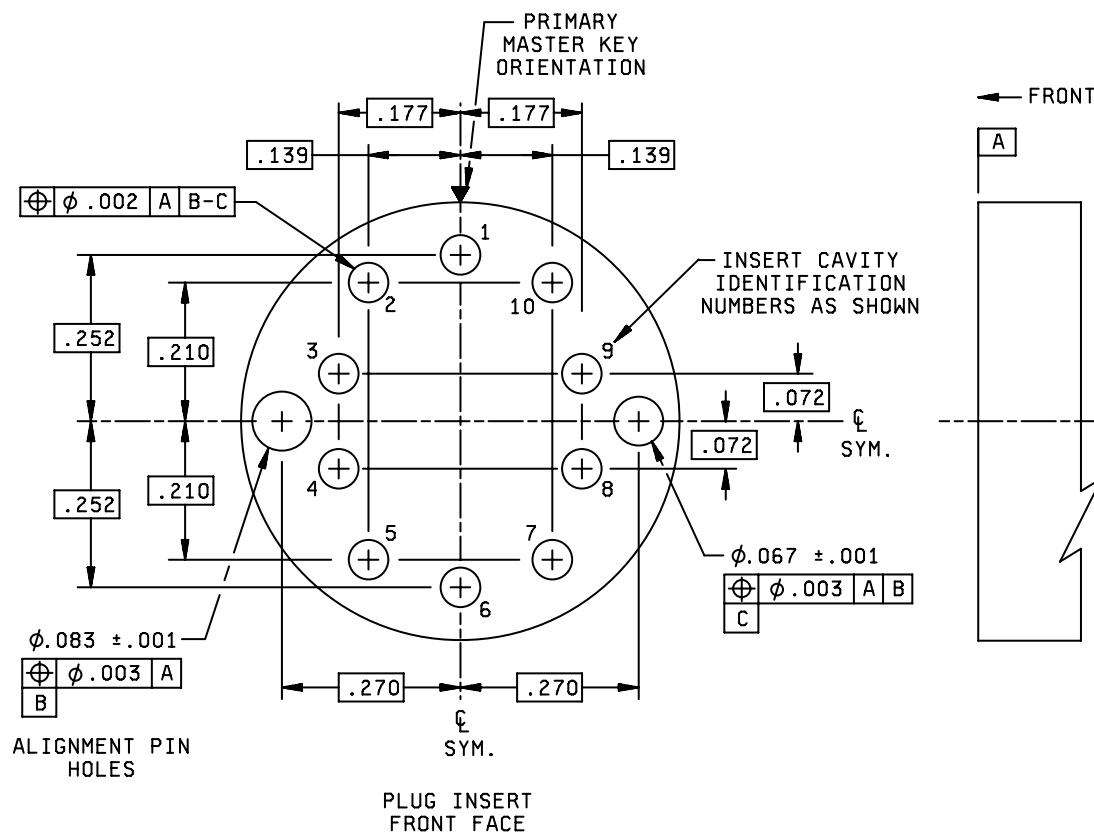 PRIMARY
MASTER KEY
ORIENTATION
.177
.177
FRONT
.139
.139
A
⌖ ⌀.002 A B-C
1
2
10
INSERT CAVITY
IDENTIFICATION
NUMBERS AS SHOWN
.252
.210
3
9
.072
℄
SYM.
.072
.252
.210
4
8
5
7
6
⌀.067 ±.001
⌖ ⌀.003 A B
C
⌀.083 ±.001
⌖ ⌀.003 A
B
.270
.270
℄
SYM.
ALIGNMENT PIN
HOLES
PLUG INSERT
FRONT FACE